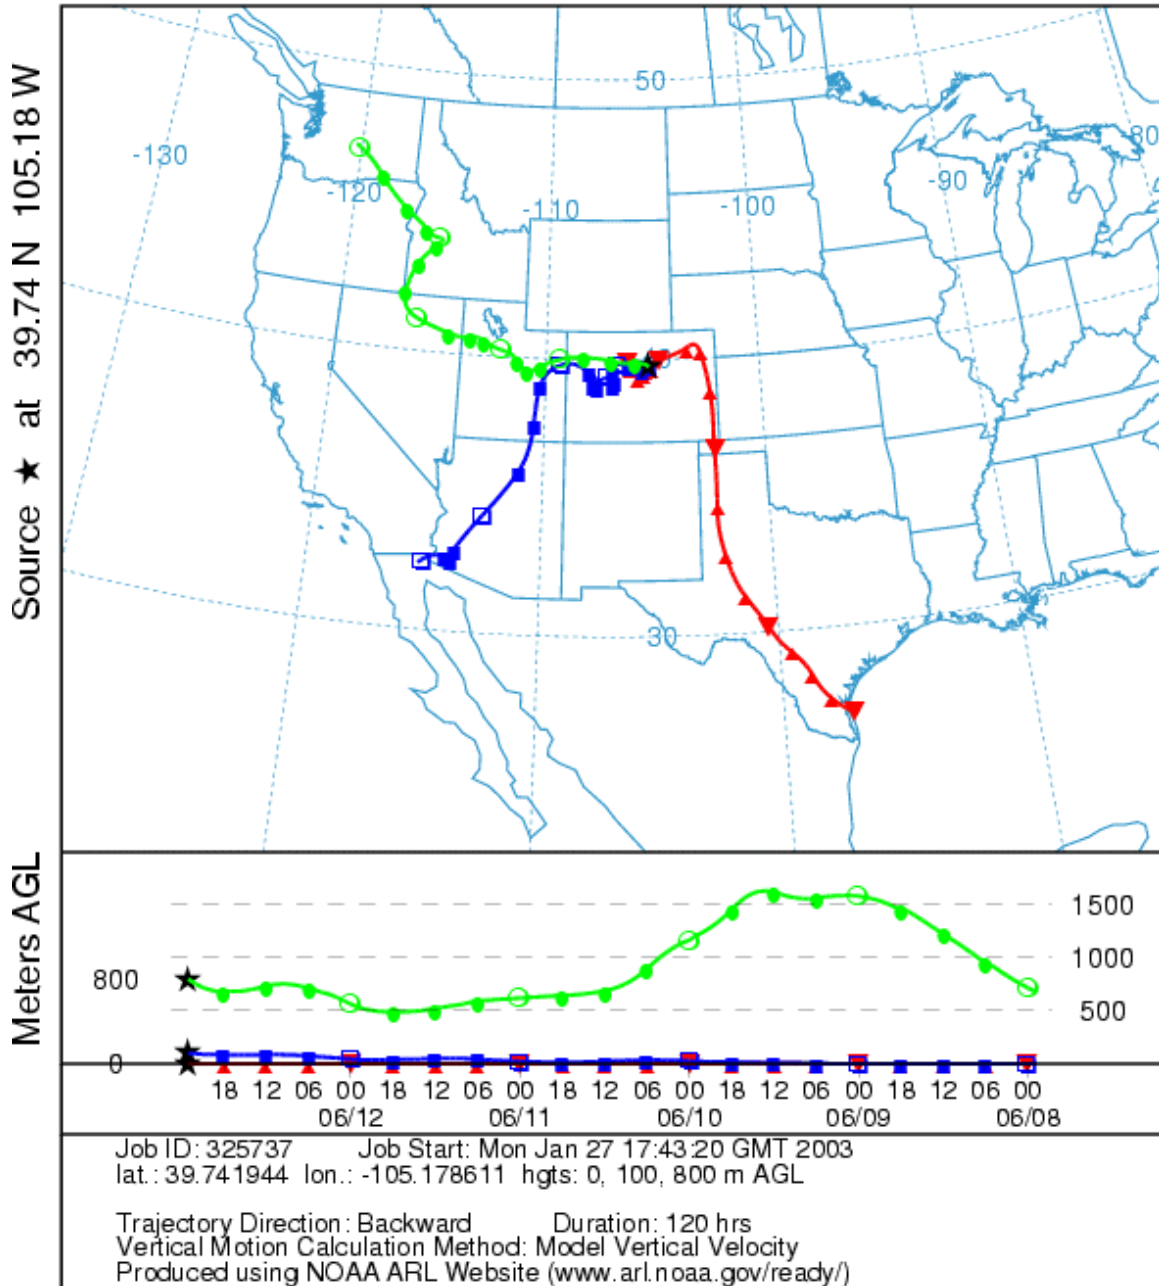 Source ★ at 39.74 N 105.18 W
50
-130
-120
-110
-100
-90
80
30
Meters AGL
1500
1000
800
500
0
18 12 06 00 18 12 06 00 18 12 06 00 18 12 06 00 18 12 06 00
06/12 06/11 06/10 06/09 06/08
Job ID: 325737 Job Start: Mon Jan 27 17:43:20 GMT 2003
lat.: 39.741944 lon.: -105.178611 hgts: 0, 100, 800 m AGL
Trajectory Direction: Backward Duration: 120 hrs
Vertical Motion Calculation Method: Model Vertical Velocity
Produced using NOAA ARL Website (www.arl.noaa.gov/ready/)